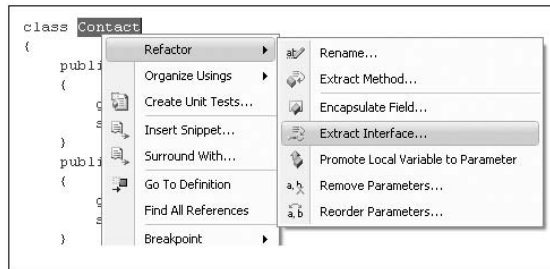 class Contact
{
Refactor
Rename...
publi
Organize Usings
Extract Method...
{
Create Unit Tests...
Encapsulate Field...
Insert Snippet...
Extract Interface...
}
Surround With...
Promote Local Variable to Parameter
publi
{
Go To Definition
Remove Parameters...
Find All References
Reorder Parameters...
}
Breakpoint